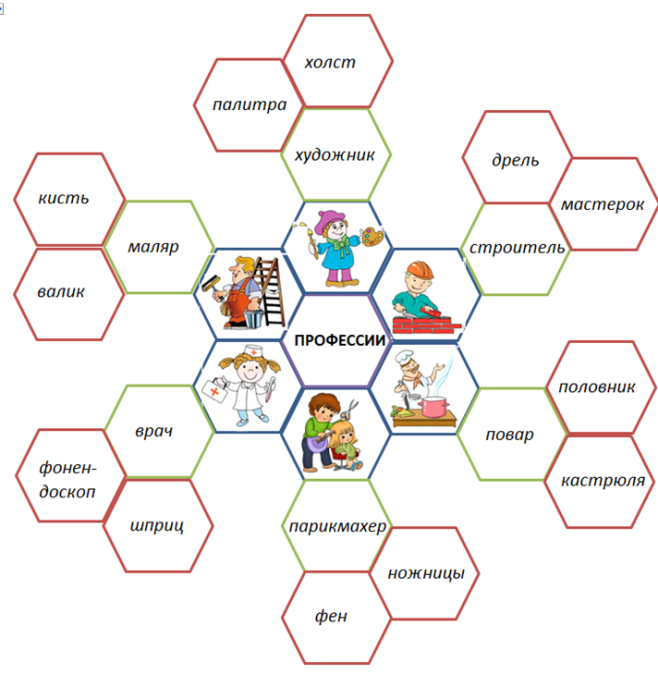 холст
палитра
художник
дрель
мастерок
строитель
кисть
маляр
валик
ПРОФЕССИИ
половник
повар
кастрюля
врач
фонен-
доскоп
шприц
парикмахер
ножницы
фен